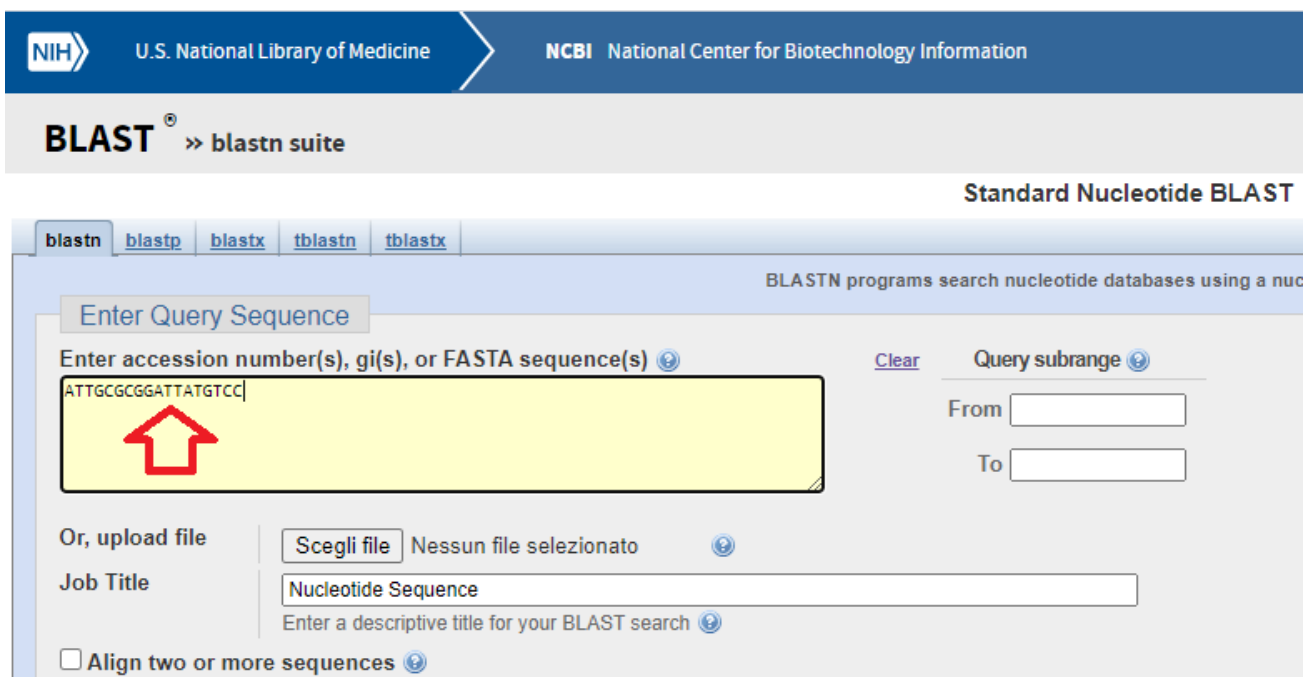 NIH U.S. National Library of Medicine NCBI National Center for Biotechnology Information
BLAST ® » blastn suite
Standard Nucleotide BLAST
blastn blastp blastx tblastn tblastx
BLASTN programs search nucleotide databases using a nuc
Enter Query Sequence
Enter accession number(s), gi(s), or FASTA sequence(s) Clear Query subrange
ATTGCGCGGATTATGTCC
From
To
Or, upload file Scegli file Nessun file selezionato
Job Title Nucleotide Sequence
Enter a descriptive title for your BLAST search
Align two or more sequences